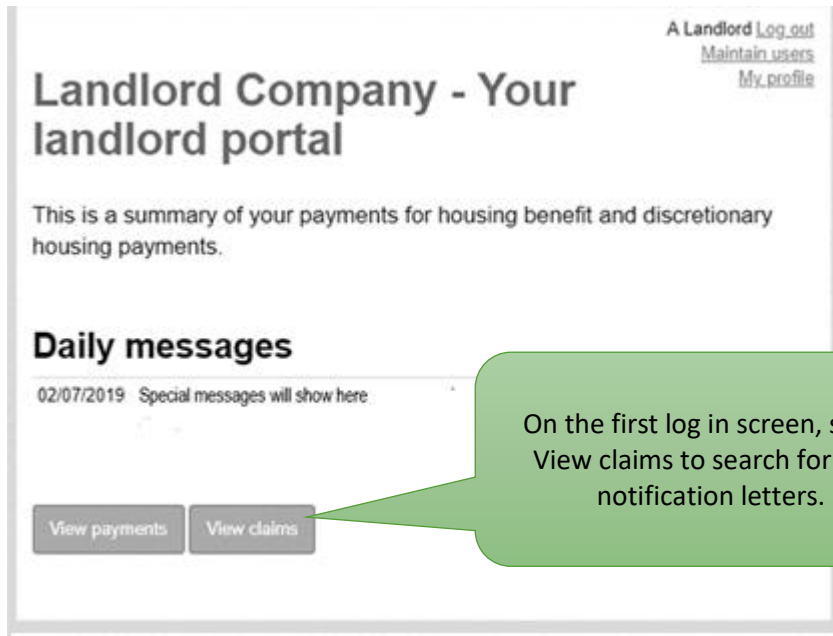 A Landlord Log out
Maintain users
My profile
Landlord Company - Your
landlord portal
This is a summary of your payments for housing benefit and discretionary
housing payments.
Daily messages
02/07/2019 Special messages will show here
On the first log in screen,
View claims to search for
notification letters.
View payments View claims